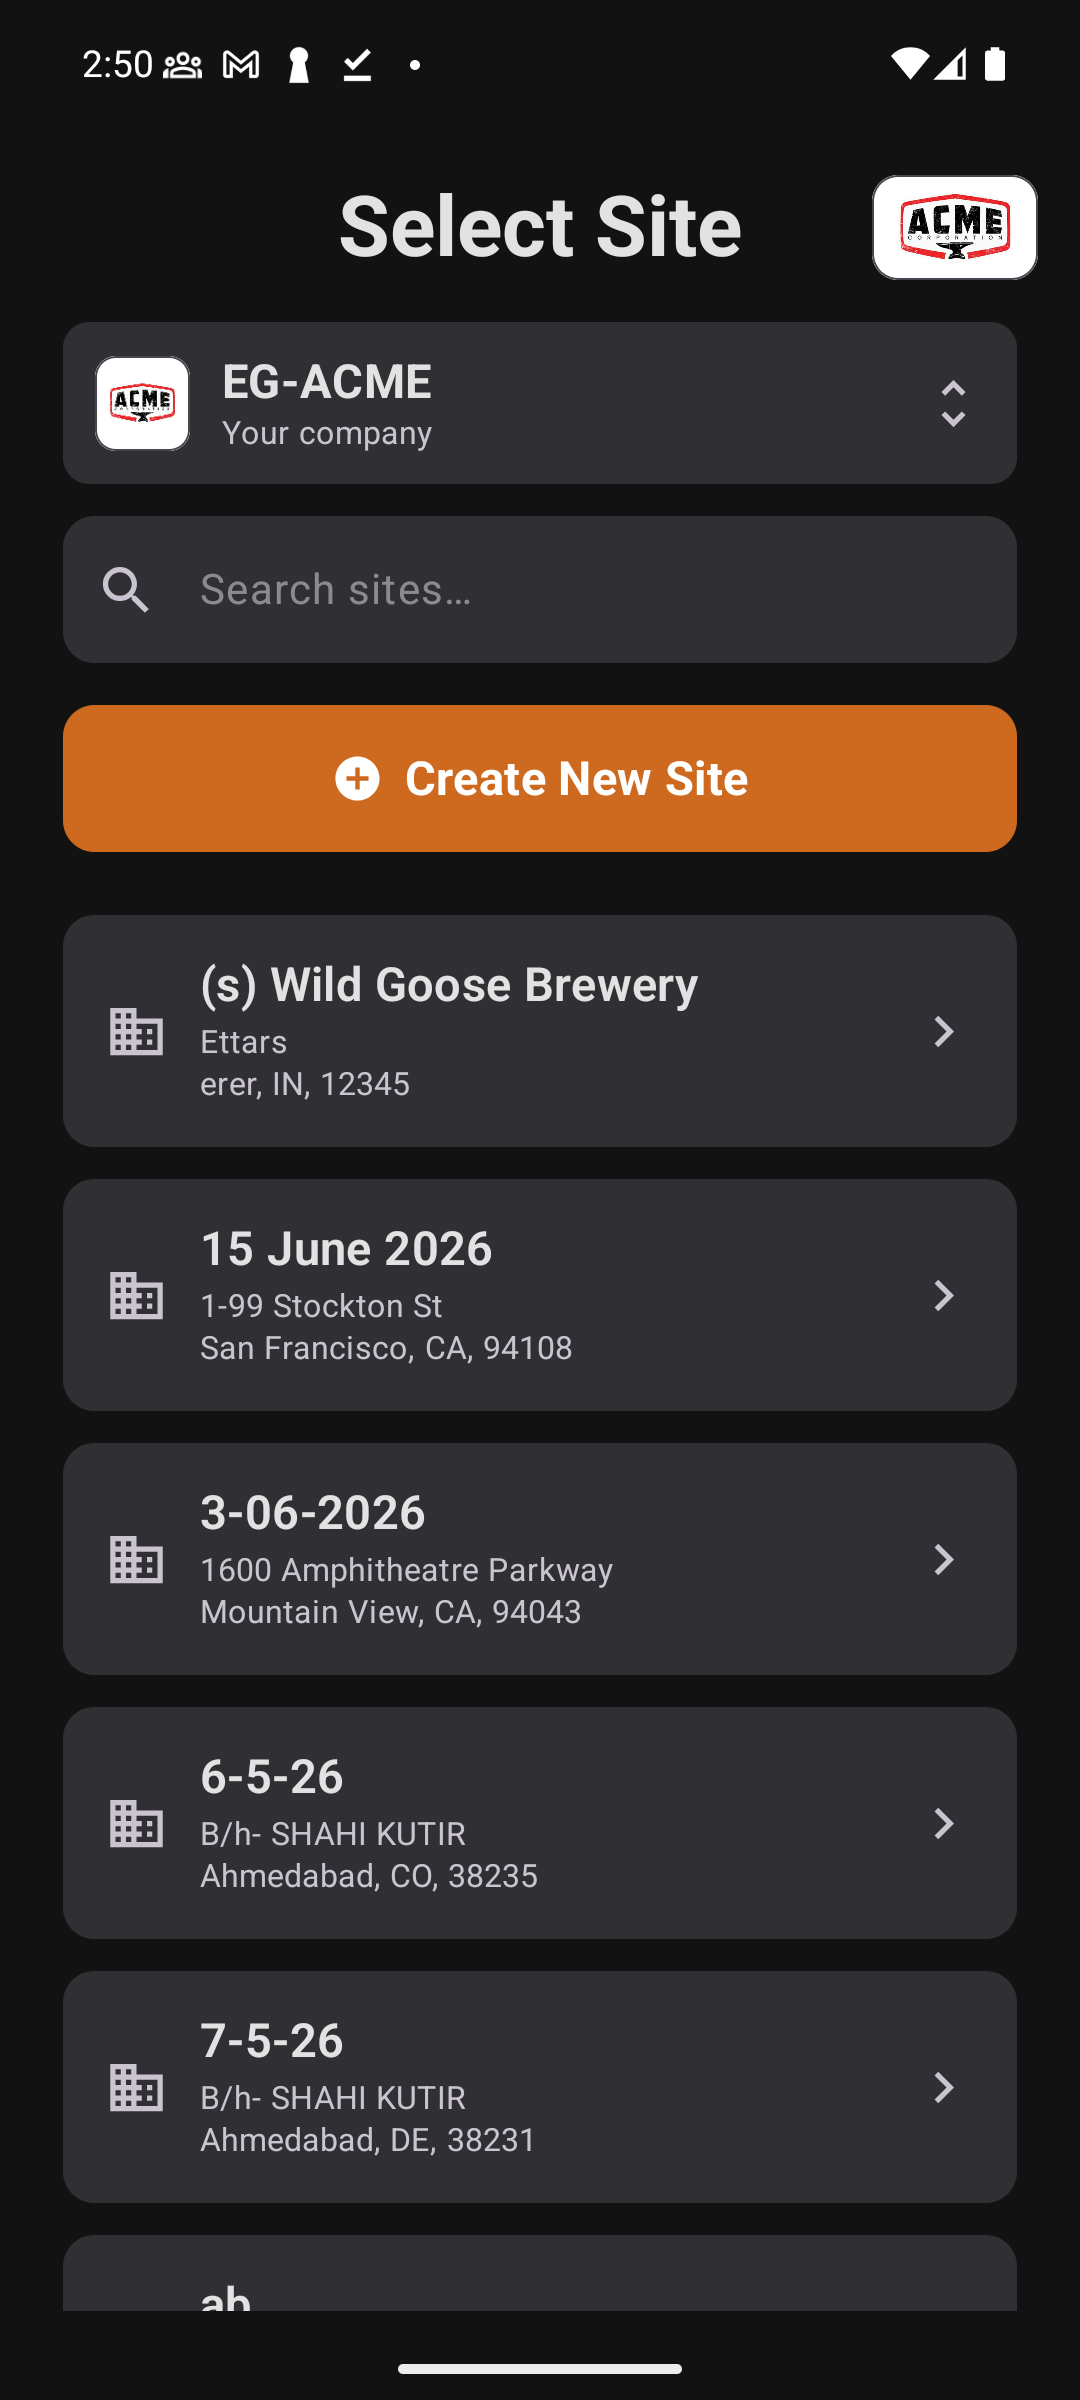 2:50
Select Site
ACME
CORPORATION
ACME
CORPORATION
EG-ACME
Your company
Search sites…
Create New Site
(s) Wild Goose Brewery
Ettars
erer, IN, 12345
15 June 2026
1-99 Stockton St
San Francisco, CA, 94108
3-06-2026
1600 Amphitheatre Parkway
Mountain View, CA, 94043
6-5-26
B/h- SHAHI KUTIR
Ahmedabad, CO, 38235
7-5-26
B/h- SHAHI KUTIR
Ahmedabad, DE, 38231
ab